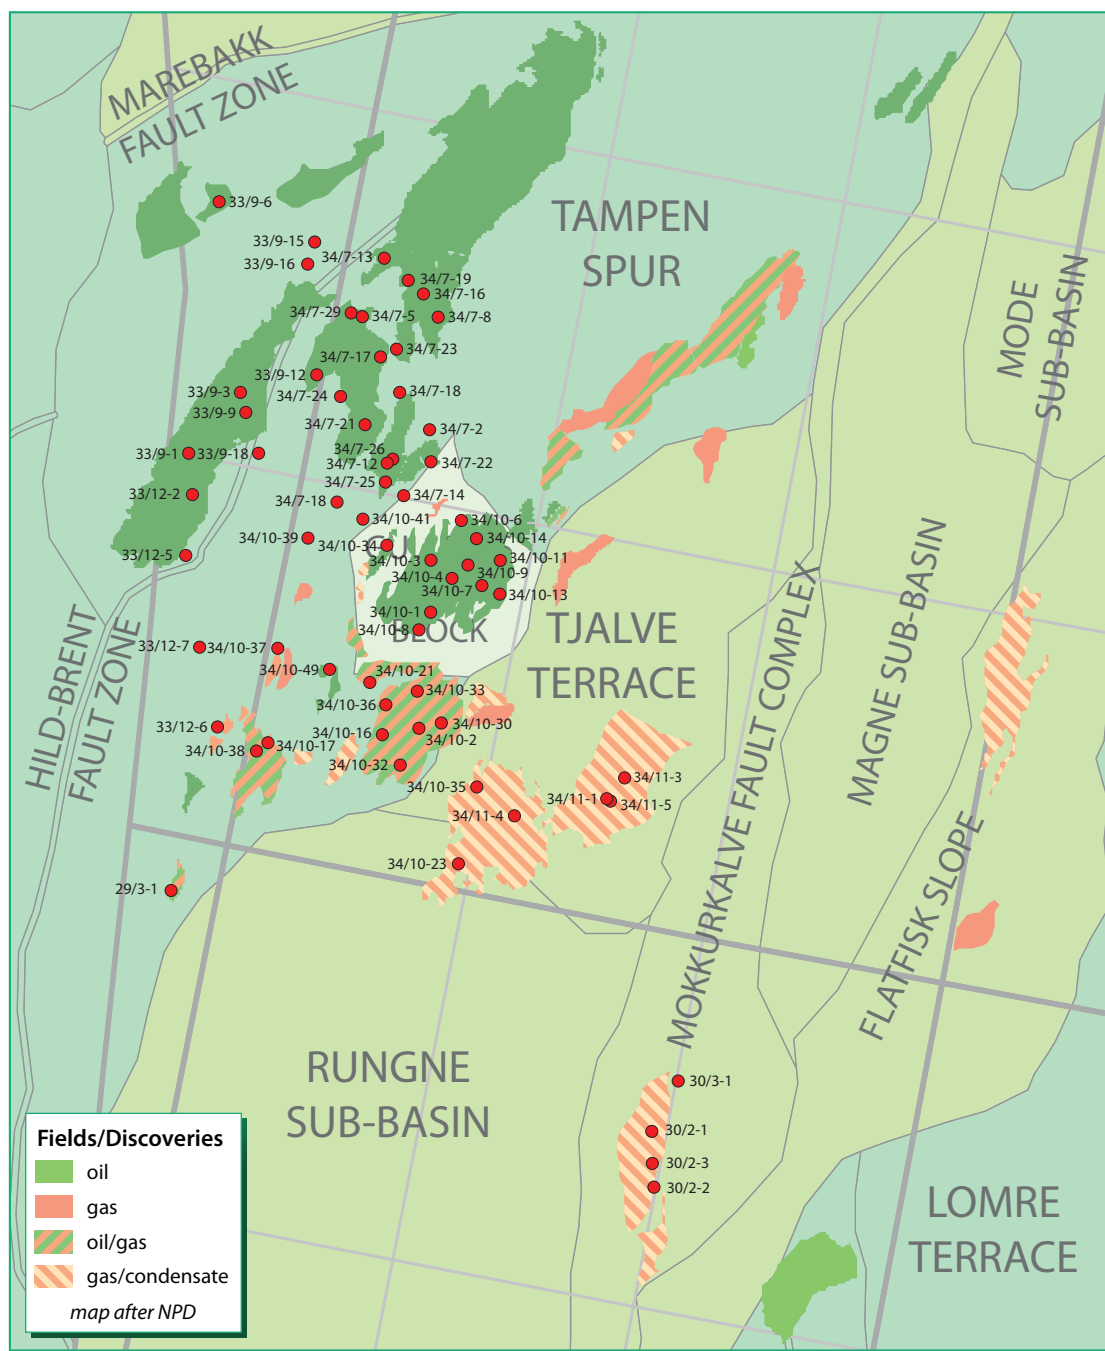 MAREBAKK
FAULT ZONE
33/9-6
TAMPEN
SPUR
33/9-15
34/7-13
33/9-16
34/7-19
34/7-16
34/7-29
34/7-5
34/7-8
MODE
SUB-BASIN
34/7-23
34/7-17
33/9-12
33/9-3
34/7-24
34/7-18
33/9-9
34/7-21
34/7-2
33/9-1
33/9-18
34/7-26
34/7-12
34/7-22
34/7-25
33/12-2
34/7-18
34/7-14
34/10-41
34/10-6
34/10-39
34/10-34
34/10-14
33/12-5
34/10-3
34/10-11
34/10-4
34/10-9
34/10-7
34/10-13
34/10-1
34/10-8
BLOCK
TJALVE
TERRACE
HILD-BRENT
FAULT ZONE
33/12-7
34/10-37
34/10-49
34/10-21
34/10-33
34/10-36
33/12-6
34/10-16
34/10-30
34/10-2
34/10-38
34/10-17
34/10-32
34/10-35
34/11-3
34/11-1
34/11-5
34/11-4
34/10-23
29/3-1
MOKKURKALVE FAULT COMPLEX
MAGNE SUB-BASIN
FLATFISK SLOPE
RUNGNE
SUB-BASIN
30/3-1
30/2-1
30/2-3
30/2-2
LOMRE
TERRACE
Fields/Discoveries
oil
gas
oil/gas
gas/condensate
map after NPD